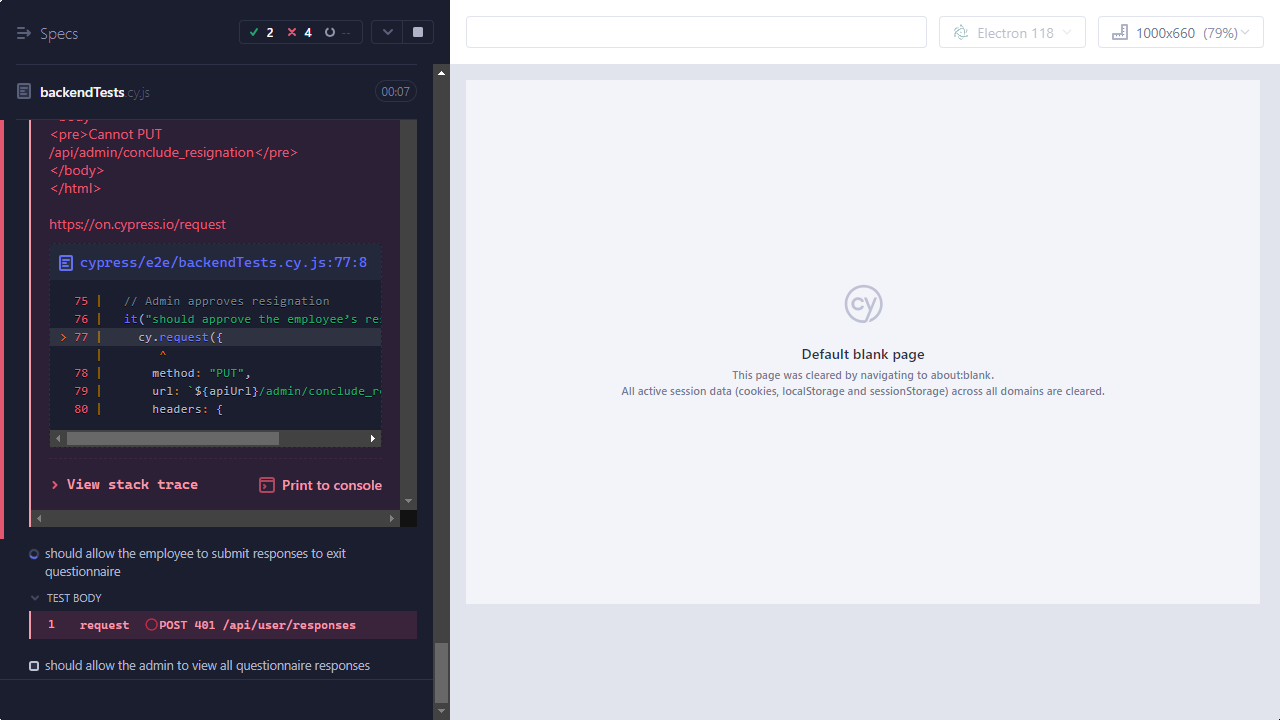 Specs
2
4
--
Electron 118
1000x660 (79%)
backendTests.cy.js
00:07
<pre>Cannot PUT
/api/admin/conclude_resignation</pre>
</body>
</html>
https://on.cypress.io/request
cypress/e2e/backendTests.cy.js:77:8
75 | // Admin approves resignation
76 | it("should approve the employee’s re
> 77 | cy.request({
| ^
78 | method: "PUT",
79 | url: `${apiUrl}/admin/conclude_re
80 | headers: {
> View stack trace
Print to console
should allow the employee to submit responses to exit
questionnaire
TEST BODY
1 request POST 401 /api/user/responses
should allow the admin to view all questionnaire responses
cy
Default blank page
This page was cleared by navigating to about:blank.
All active session data (cookies, localStorage and sessionStorage) across all domains are cleared.